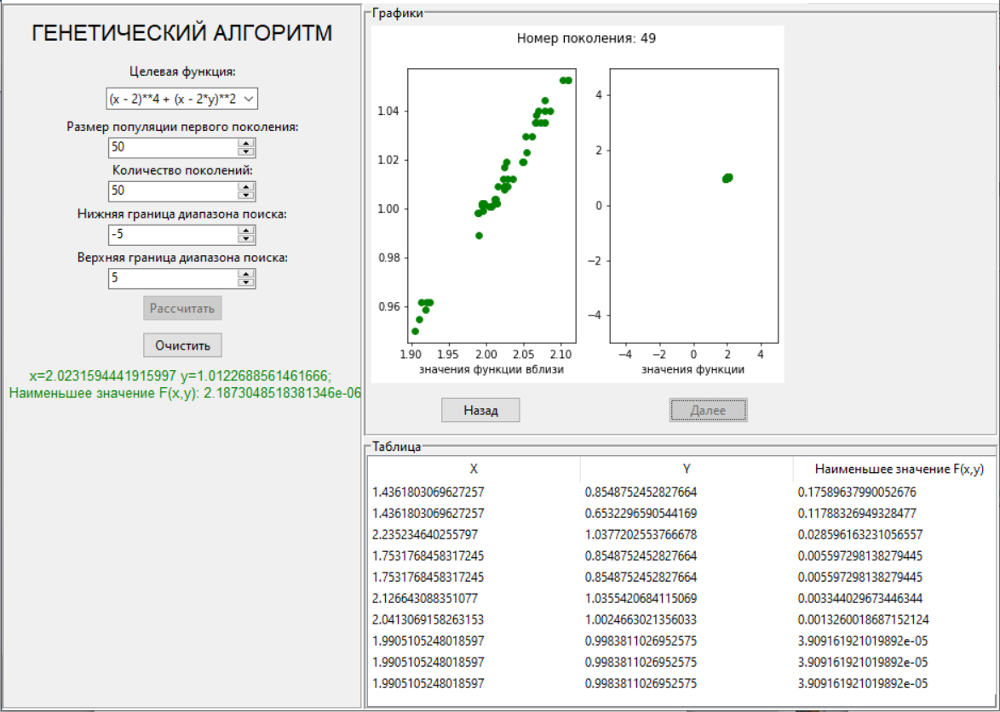 ГЕНЕТИЧЕСКИЙ АЛГОРИТМ
Целевая функция:
(x - 2)**4 + (x - 2*y)**2
Размер популяции первого поколения:
50
Количество поколений:
50
Нижняя граница диапазона поиска:
-5
Верхняя граница диапазона поиска:
5
Рассчитать
Очистить
x=2.0231594441915997 y=1.0122688561461666;
Наименьшее значение F(x,y): 2.1873048518381346e-06
Графики
Номер поколения: 49
1.04
1.02
1.00
0.98
0.96
1.90 1.95 2.00 2.05 2.10
значения функции вблизи
4
2
0
−2
−4
−4 −2 0 2 4
значения функции
Назад
Далее
Таблица
X Y Наименьшее значение F(x,y)
1.4361803069627257 0.8548752452827664 0.17589637990052676
1.4361803069627257 0.6532296590544169 0.11788326949328477
2.235234640255797 1.0377202553766678 0.028596163231056557
1.7531768458317245 0.8548752452827664 0.005597298138279445
1.7531768458317245 0.8548752452827664 0.005597298138279445
2.126643088351077 1.0355420684115069 0.003344029673446344
2.0413069158263153 1.0024663021356033 0.0013260018687152124
1.9905105248018597 0.9983811026952575 3.909161921019892e-05
1.9905105248018597 0.9983811026952575 3.909161921019892e-05
1.9905105248018597 0.9983811026952575 3.909161921019892e-05